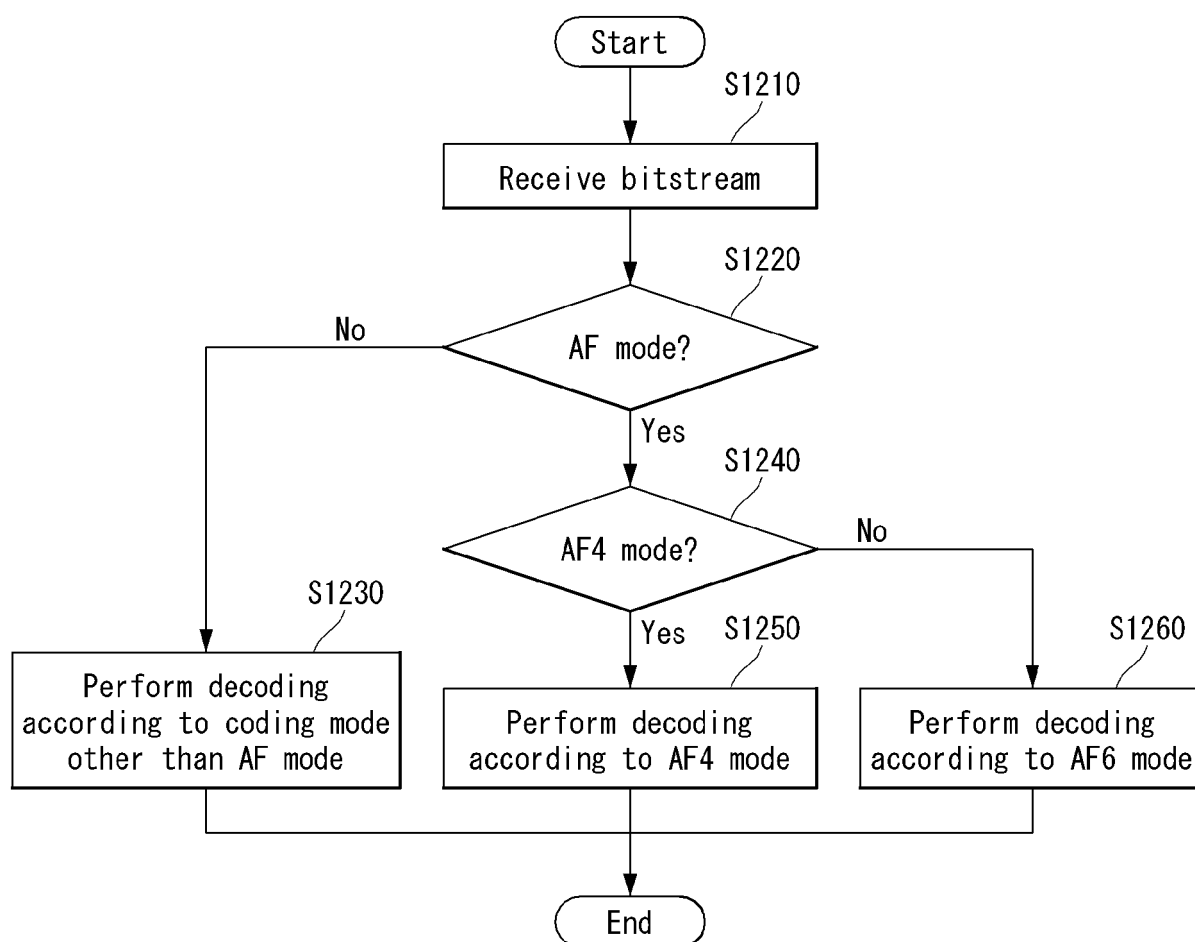 Start
S1210
Receive bitstream
S1220
AF mode?
No
Yes
S1240
AF4 mode?
No
Yes
S1230
Perform decoding
according to coding mode
other than AF mode
S1250
Perform decoding
according to AF4 mode
S1260
Perform decoding
according to AF6 mode
End